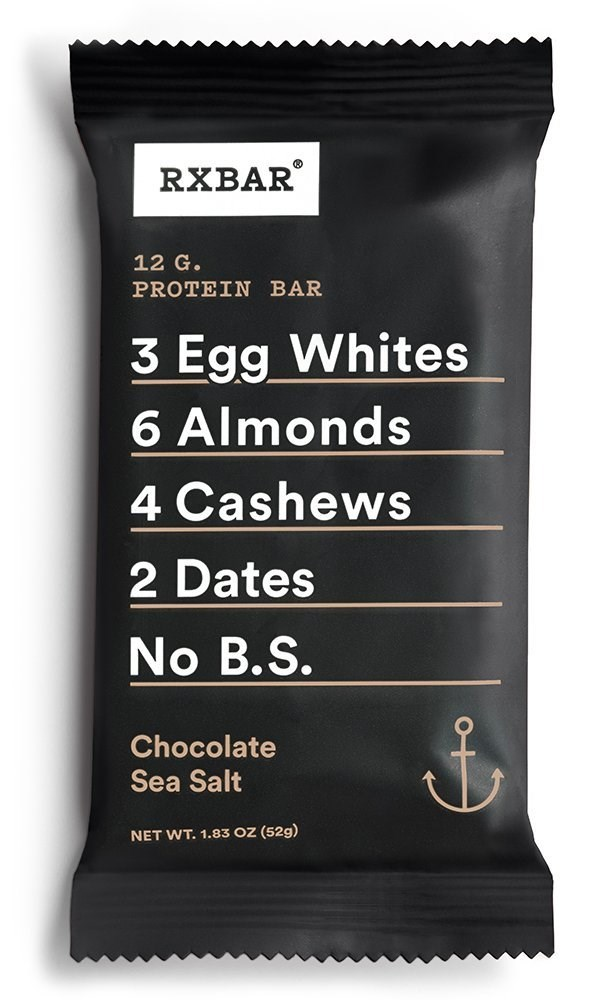 RXBAR®
12 G.
PROTEIN BAR
3 Egg Whites
6 Almonds
4 Cashews
2 Dates
No B.S.
Chocolate
Sea Salt
NET WT. 1.83 OZ (52g)